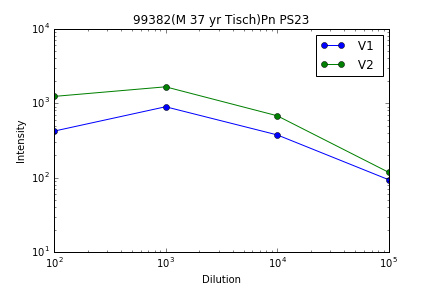 99382(M 37 yr Tisch)Pn PS23
10^4
10^3
10^2
10^1
Intensity
V1
V2
10^2 10^3 10^4 10^5
Dilution